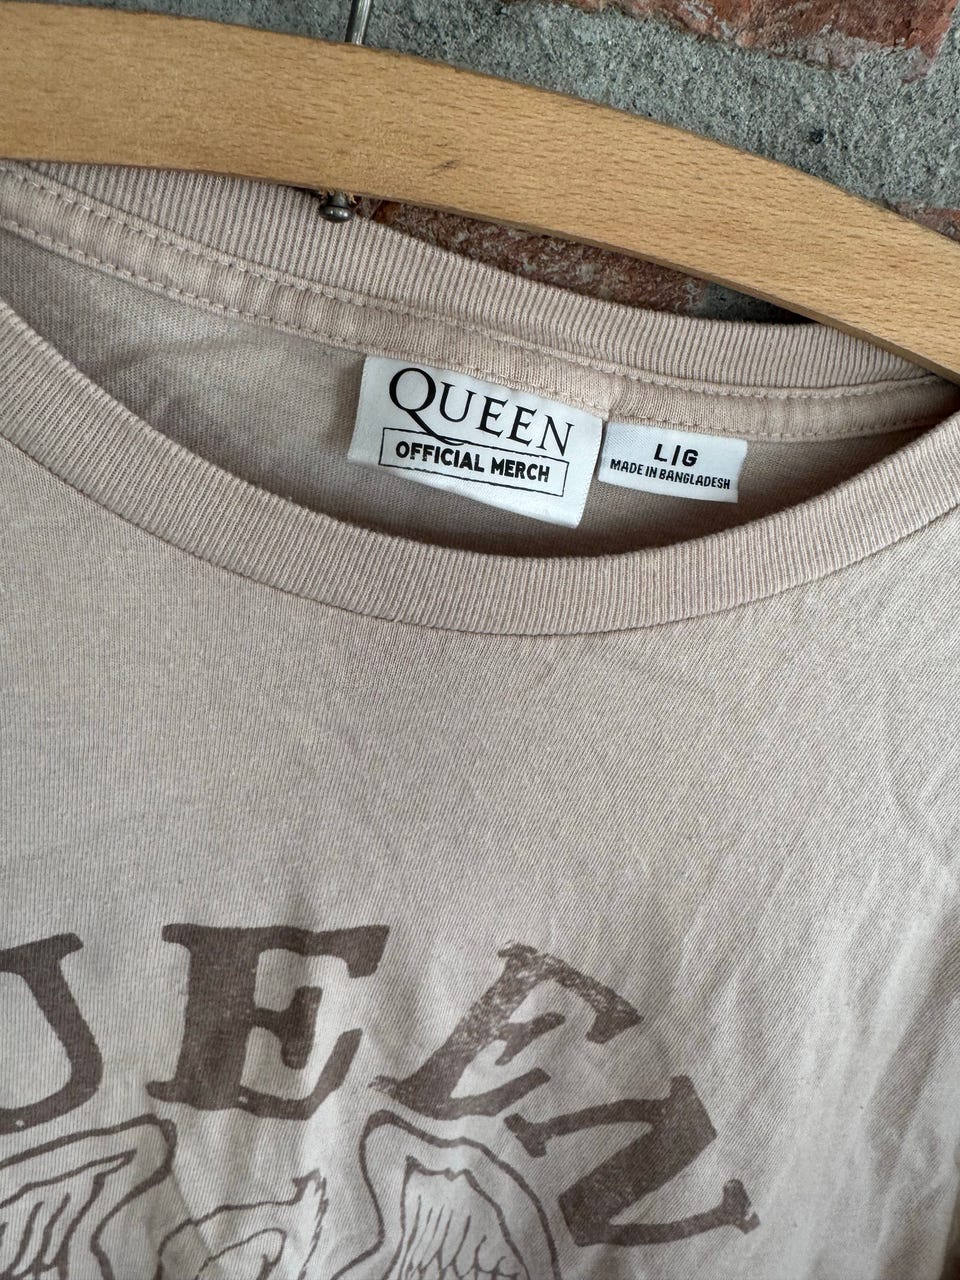 QUEEN
OFFICIAL MERCH
L|G
MADE IN BANGLADESH
UEEN